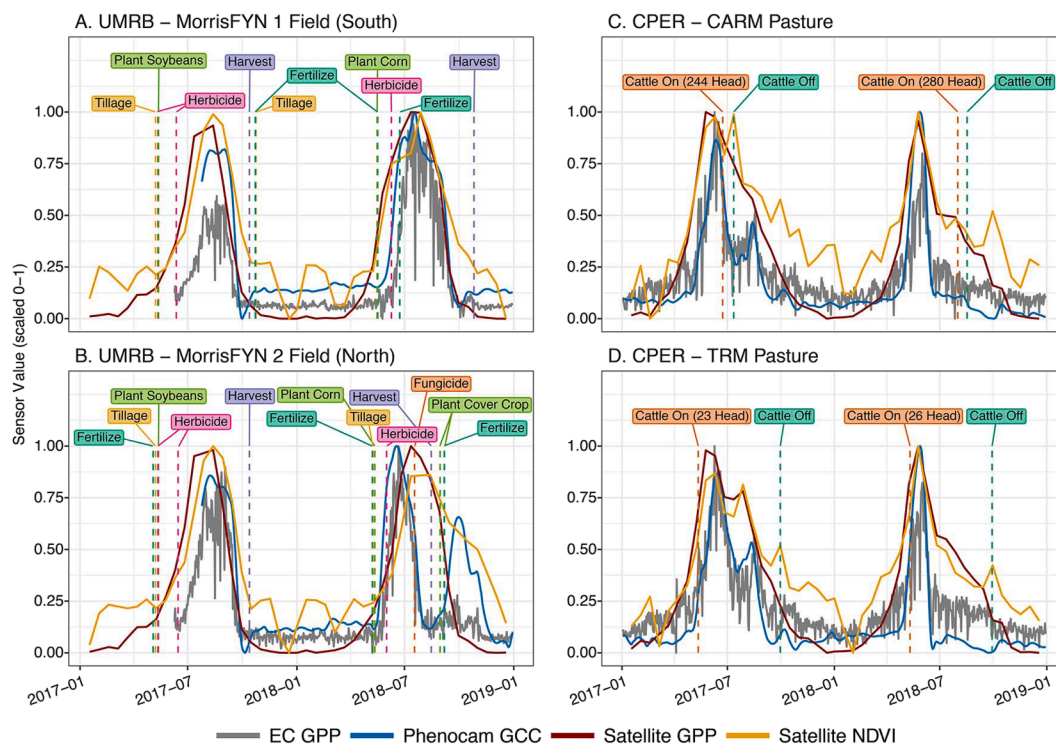 A. UMRB – MorrisFYN 1 Field (South)
Plant Soybeans
Harvest
Plant Corn
Harvest
Fertilize
Herbicide
Tillage
Herbicide
Tillage
Fertilize
1.00
0.75
0.50
0.25
0.00
C. CPER – CARM Pasture
Cattle On (244 Head)
Cattle Off
Cattle On (280 Head)
Cattle Off
1.00
0.75
0.50
0.25
0.00
Sensor Value (scaled 0–1)
B. UMRB – MorrisFYN 2 Field (North)
Fungicide
Plant Soybeans
Harvest
Plant Corn
Harvest
Plant Cover Crop
Tillage
Herbicide
Fertilize
Tillage
Fertilize
Herbicide
Fertilize
1.00
0.75
0.50
0.25
0.00
2017–01
2017–07
2018–01
2018–07
2019–01
D. CPER – TRM Pasture
Cattle On (23 Head)
Cattle Off
Cattle On (26 Head)
Cattle Off
1.00
0.75
0.50
0.25
0.00
2017–01
2017–07
2018–01
2018–07
2019–01
EC GPP
Phenocam GCC
Satellite GPP
Satellite NDVI